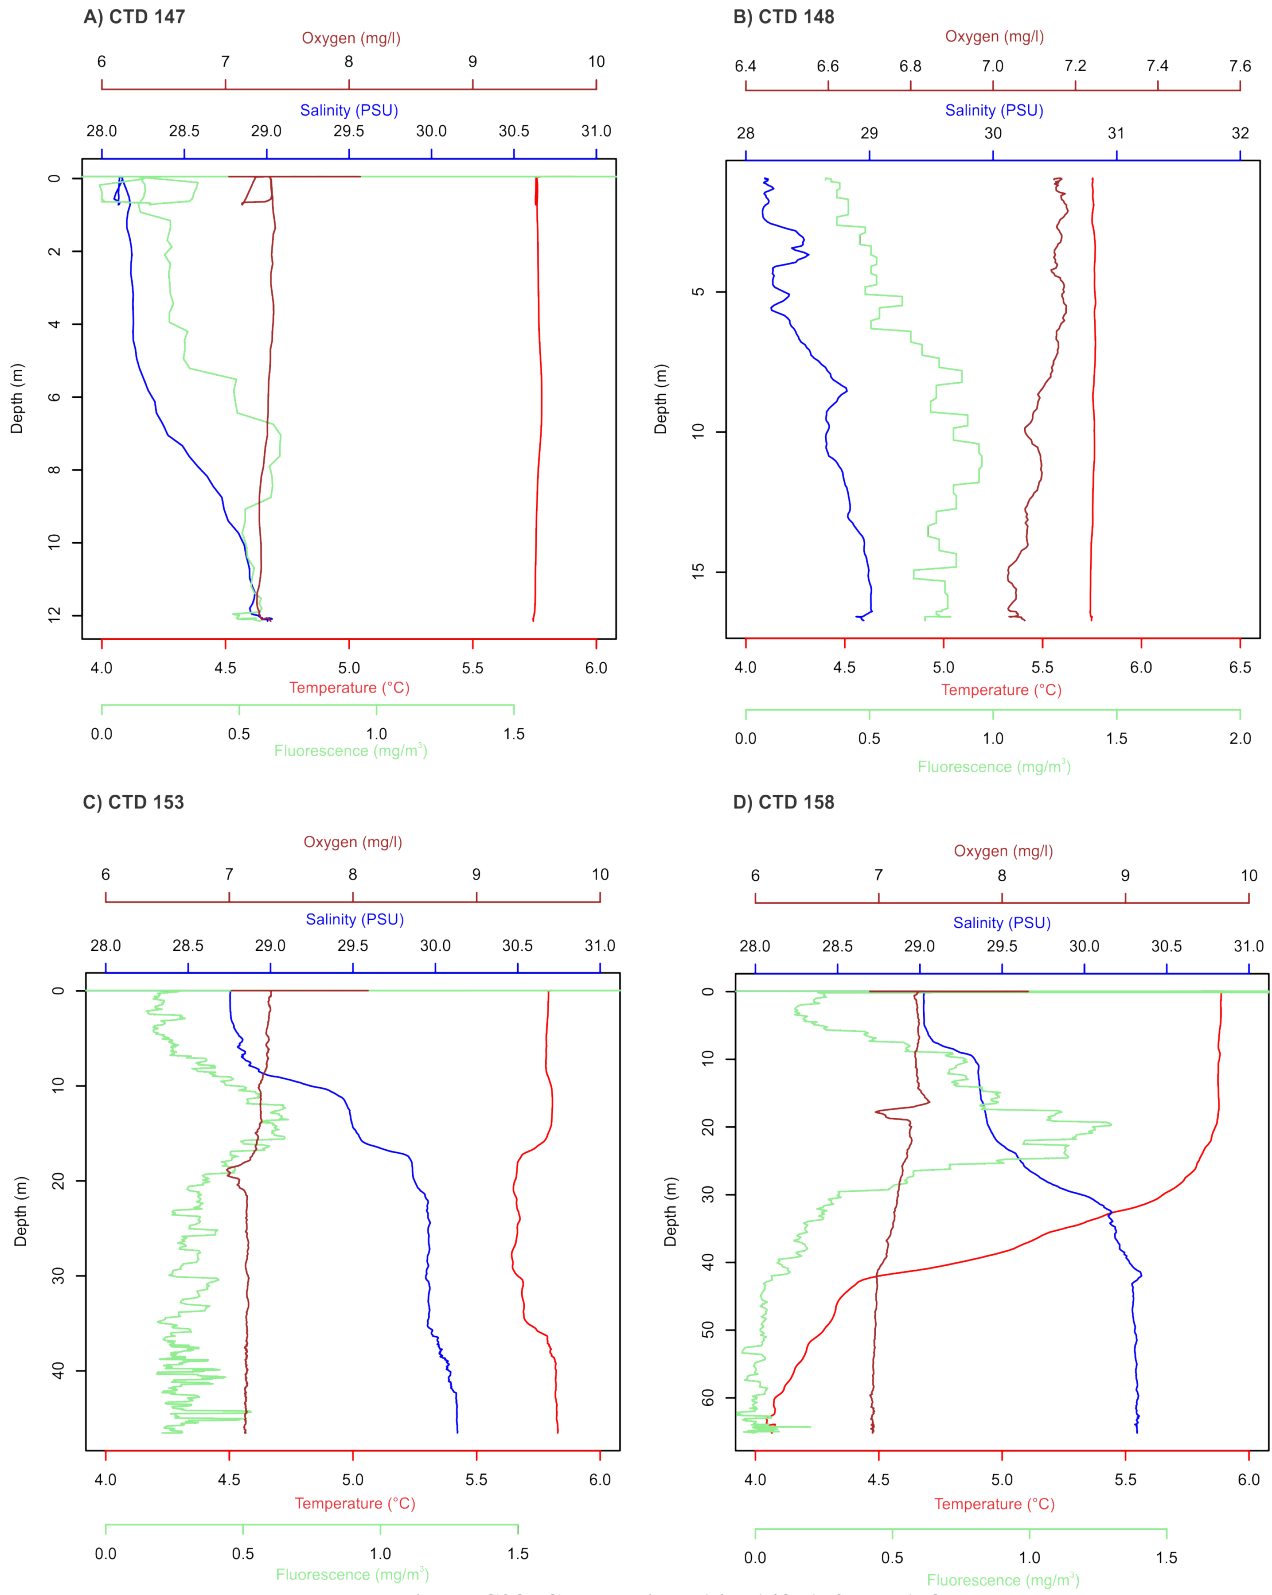 A) CTD 147
Oxygen (mg/l)
6 7 8 9 10
Salinity (PSU)
28.0 28.5 29.0 29.5 30.0 30.5 31.0
Depth (m)
0
2
4
6
8
10
12
4.0 4.5 5.0 5.5 6.0
Temperature (°C)
0.0 0.5 1.0 1.5
Fluorescence (mg/m³)
B) CTD 148
Oxygen (mg/l)
6.4 6.6 6.8 7.0 7.2 7.4 7.6
Salinity (PSU)
28 29 30 31 32
Depth (m)
5
10
15
4.0 4.5 5.0 5.5 6.0 6.5
Temperature (°C)
0.0 0.5 1.0 1.5 2.0
Fluorescence (mg/m³)
C) CTD 153
Oxygen (mg/l)
6 7 8 9 10
Salinity (PSU)
28.0 28.5 29.0 29.5 30.0 30.5 31.0
Depth (m)
0
10
20
30
40
4.0 4.5 5.0 5.5 6.0
Temperature (°C)
0.0 0.5 1.0 1.5
Fluorescence (mg/m³)
D) CTD 158
Oxygen (mg/l)
6 7 8 9 10
Salinity (PSU)
28.0 28.5 29.0 29.5 30.0 30.5 31.0
Depth (m)
0
10
20
30
40
50
60
4.0 4.5 5.0 5.5 6.0
Temperature (°C)
0.0 0.5 1.0 1.5
Fluorescence (mg/m³)